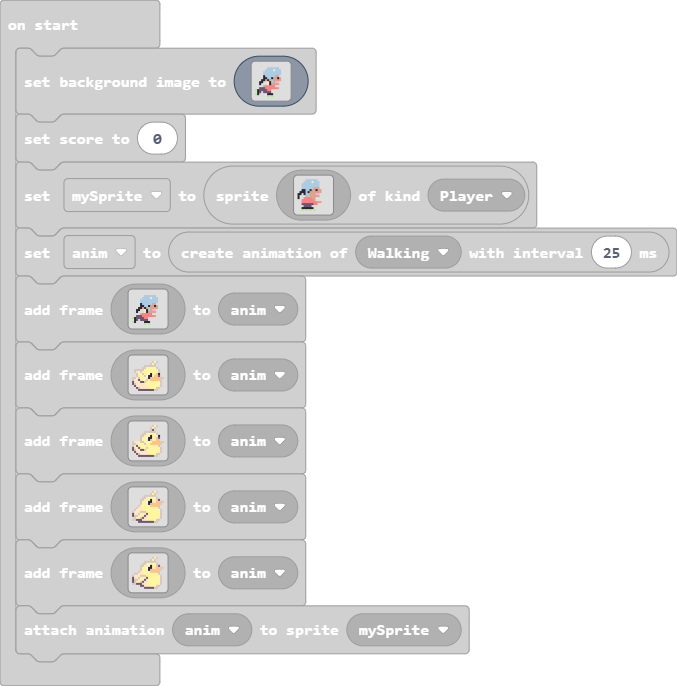 on start
set background image to
set score to 0
set mySprite to sprite of kind Player
set anim to create animation of Walking with interval 25 ms
add frame to anim
add frame to anim
add frame to anim
add frame to anim
add frame to anim
attach animation anim to sprite mySprite